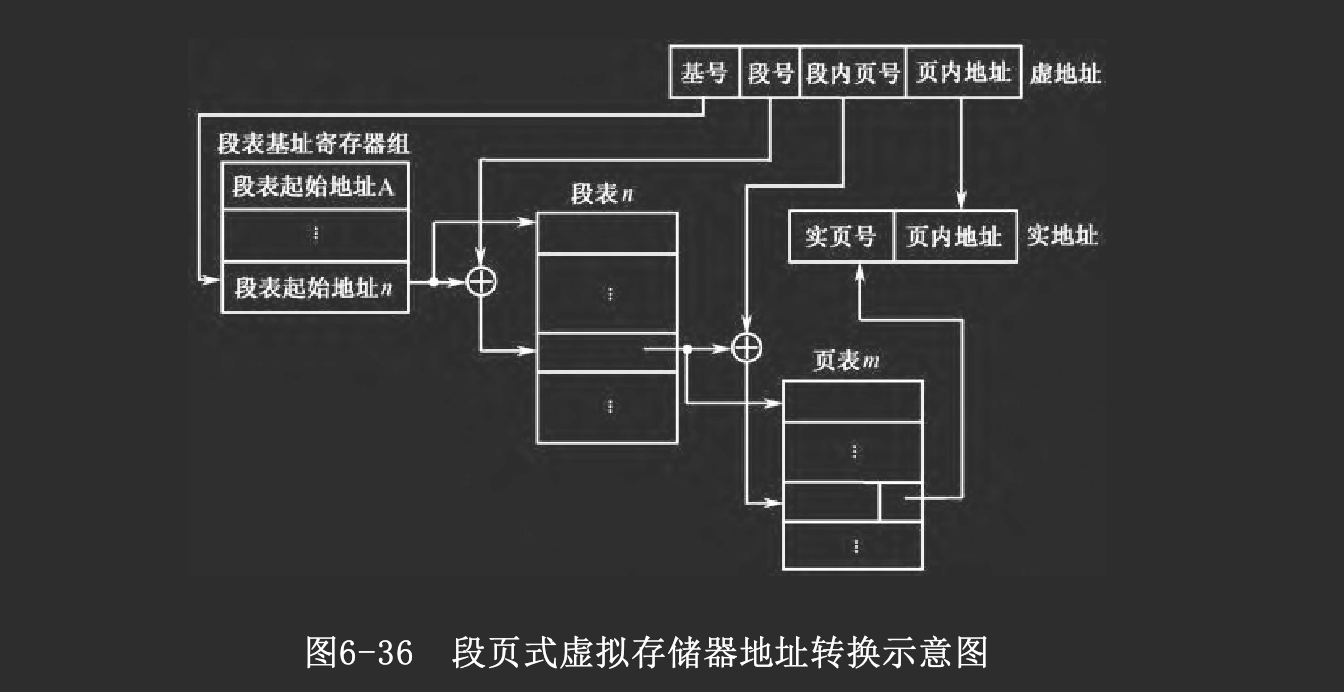 基号 段号 段内页号 页内地址 虚地址
段表基址寄存器组
段表起始地址A
⋮
段表起始地址n
段表n
⋮
⋮
实页号 页内地址 实地址
页表m
⋮
⋮
图6-36 段页式虚拟存储器地址转换示意图